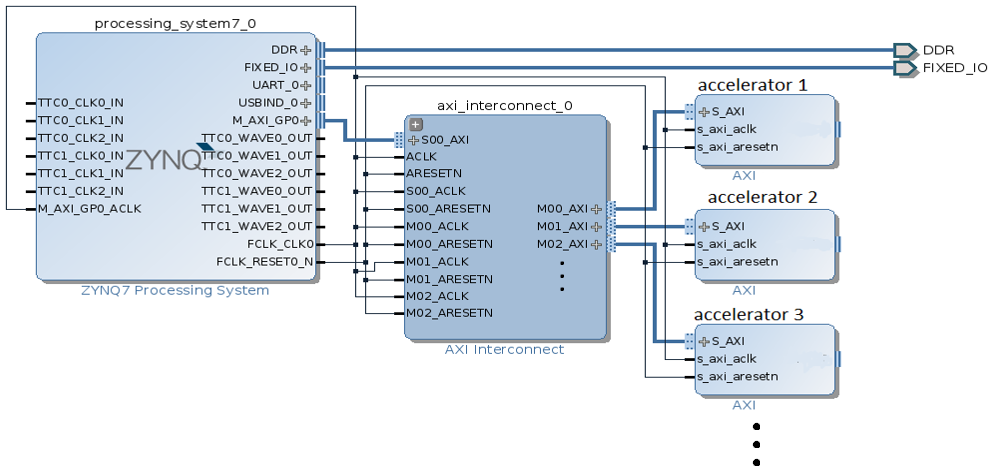 processing_system7_0
DDR
FIXED_IO
UART_0
USBIND_0
M_AXI_GP0
TTC0_WAVE0_OUT
TTC0_WAVE1_OUT
TTC0_WAVE2_OUT
TTC1_WAVE0_OUT
TTC1_WAVE1_OUT
TTC1_WAVE2_OUT
FCLK_CLK0
FCLK_RESET0_N
TTC0_CLK0_IN
TTC0_CLK1_IN
TTC0_CLK2_IN
TTC1_CLK0_IN
TTC1_CLK1_IN
TTC1_CLK2_IN
M_AXI_GP0_ACLK
ZYNQ
ZYNQ7 Processing System
axi_interconnect_0
S00_AXI
ACLK
ARESETN
S00_ACLK
S00_ARESETN
M00_ACLK
M00_ARESETN
M01_ACLK
M01_ARESETN
M02_ACLK
M02_ARESETN
M00_AXI
M01_AXI
M02_AXI
AXI Interconnect
DDR
FIXED_IO
accelerator 1
S_AXI
s_axi_aclk
s_axi_aresetn
AXI
accelerator 2
S_AXI
s_axi_aclk
s_axi_aresetn
AXI
accelerator 3
S_AXI
s_axi_aclk
s_axi_aresetn
AXI